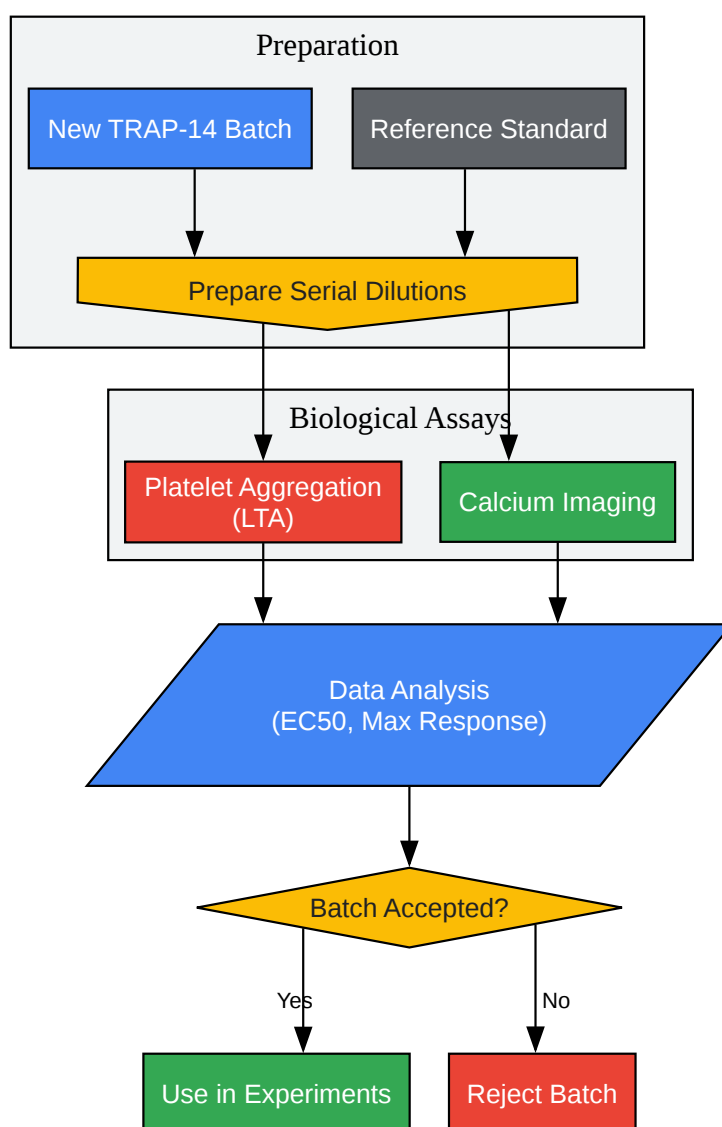 Preparation
New TRAP-14 Batch
Reference Standard
Prepare Serial Dilutions
Biological Assays
Platelet Aggregation
(LTA)
Calcium Imaging
Data Analysis
(EC50, Max Response)
Batch Accepted?
Yes
No
Use in Experiments
Reject Batch